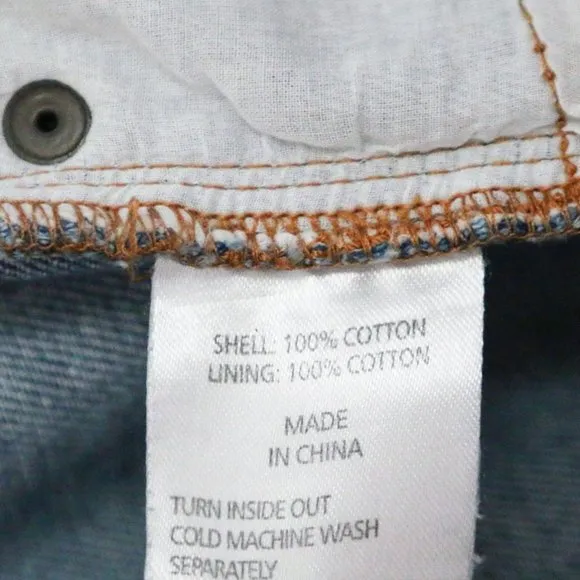 SHELL: 100% COTTON
LINING: 100% COTTON
MADE
IN CHINA
TURN INSIDE OUT
COLD MACHINE WASH
SEPARATELY